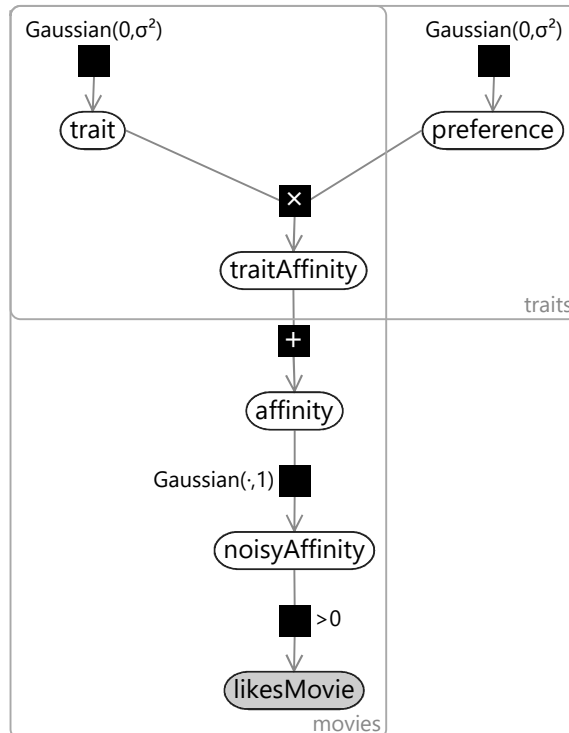 Gaussian(0,σ²)
Gaussian(0,σ²)
trait
preference
×
traitAffinity
traits
+
affinity
Gaussian(·,1)
noisyAffinity
>0
likesMovie
movies